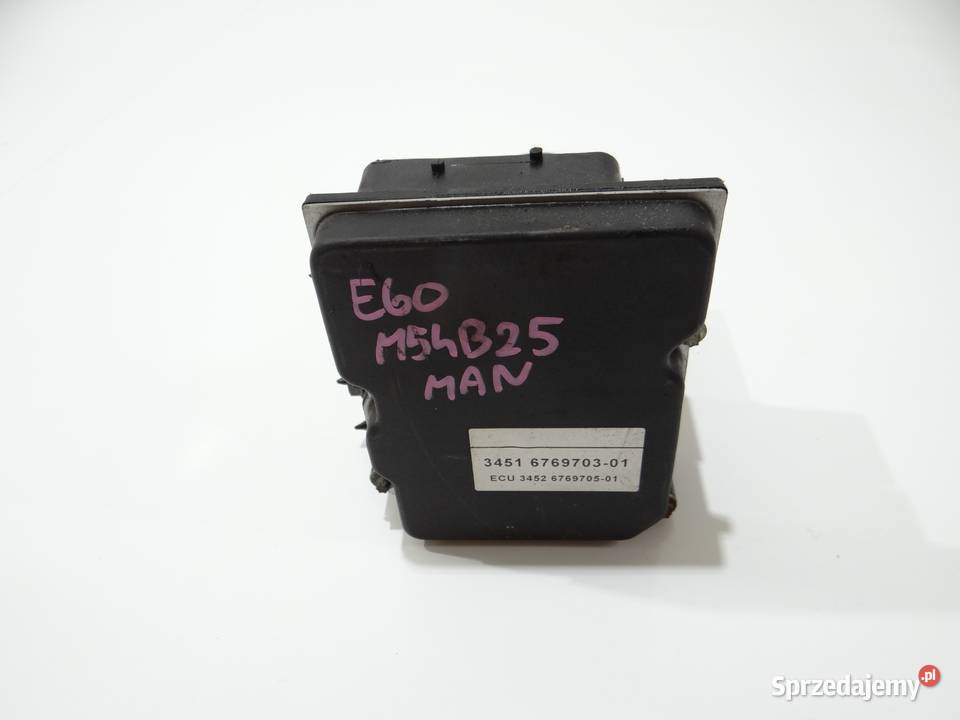 E60
M54B25
MAN
3451 6769703-01
ECU 3452 6769705-01
Sprzedajemy.pl